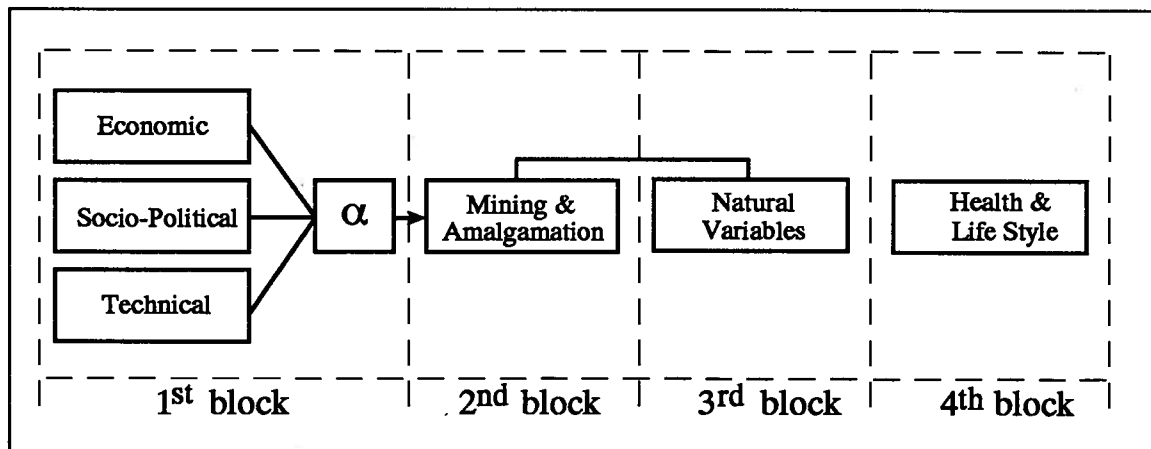 Economic
Socio-Political
Technical
α
Mining &
Amalgamation
Natural
Variables
Health &
Life Style
1st block
2nd block
3rd block
4th block